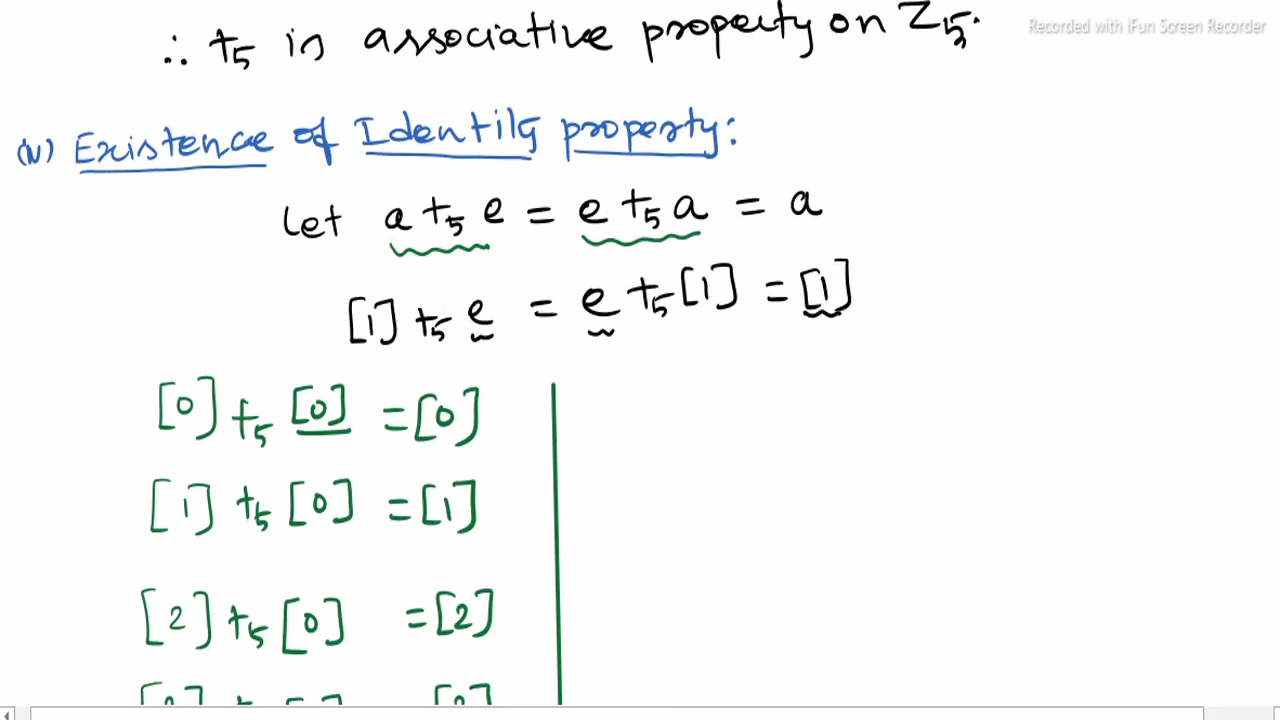 ∴ +₅ is associative property on Z₅.
Recorded with iFun Screen Recorder
(iv) Existence of Identity property:
Let a +₅ e = e +₅ a = a
[1] +₅ e = e +₅ [1] = [1]
[0] +₅ [0] = [0]
[1] +₅ [0] = [1]
[2] +₅ [0] = [2]